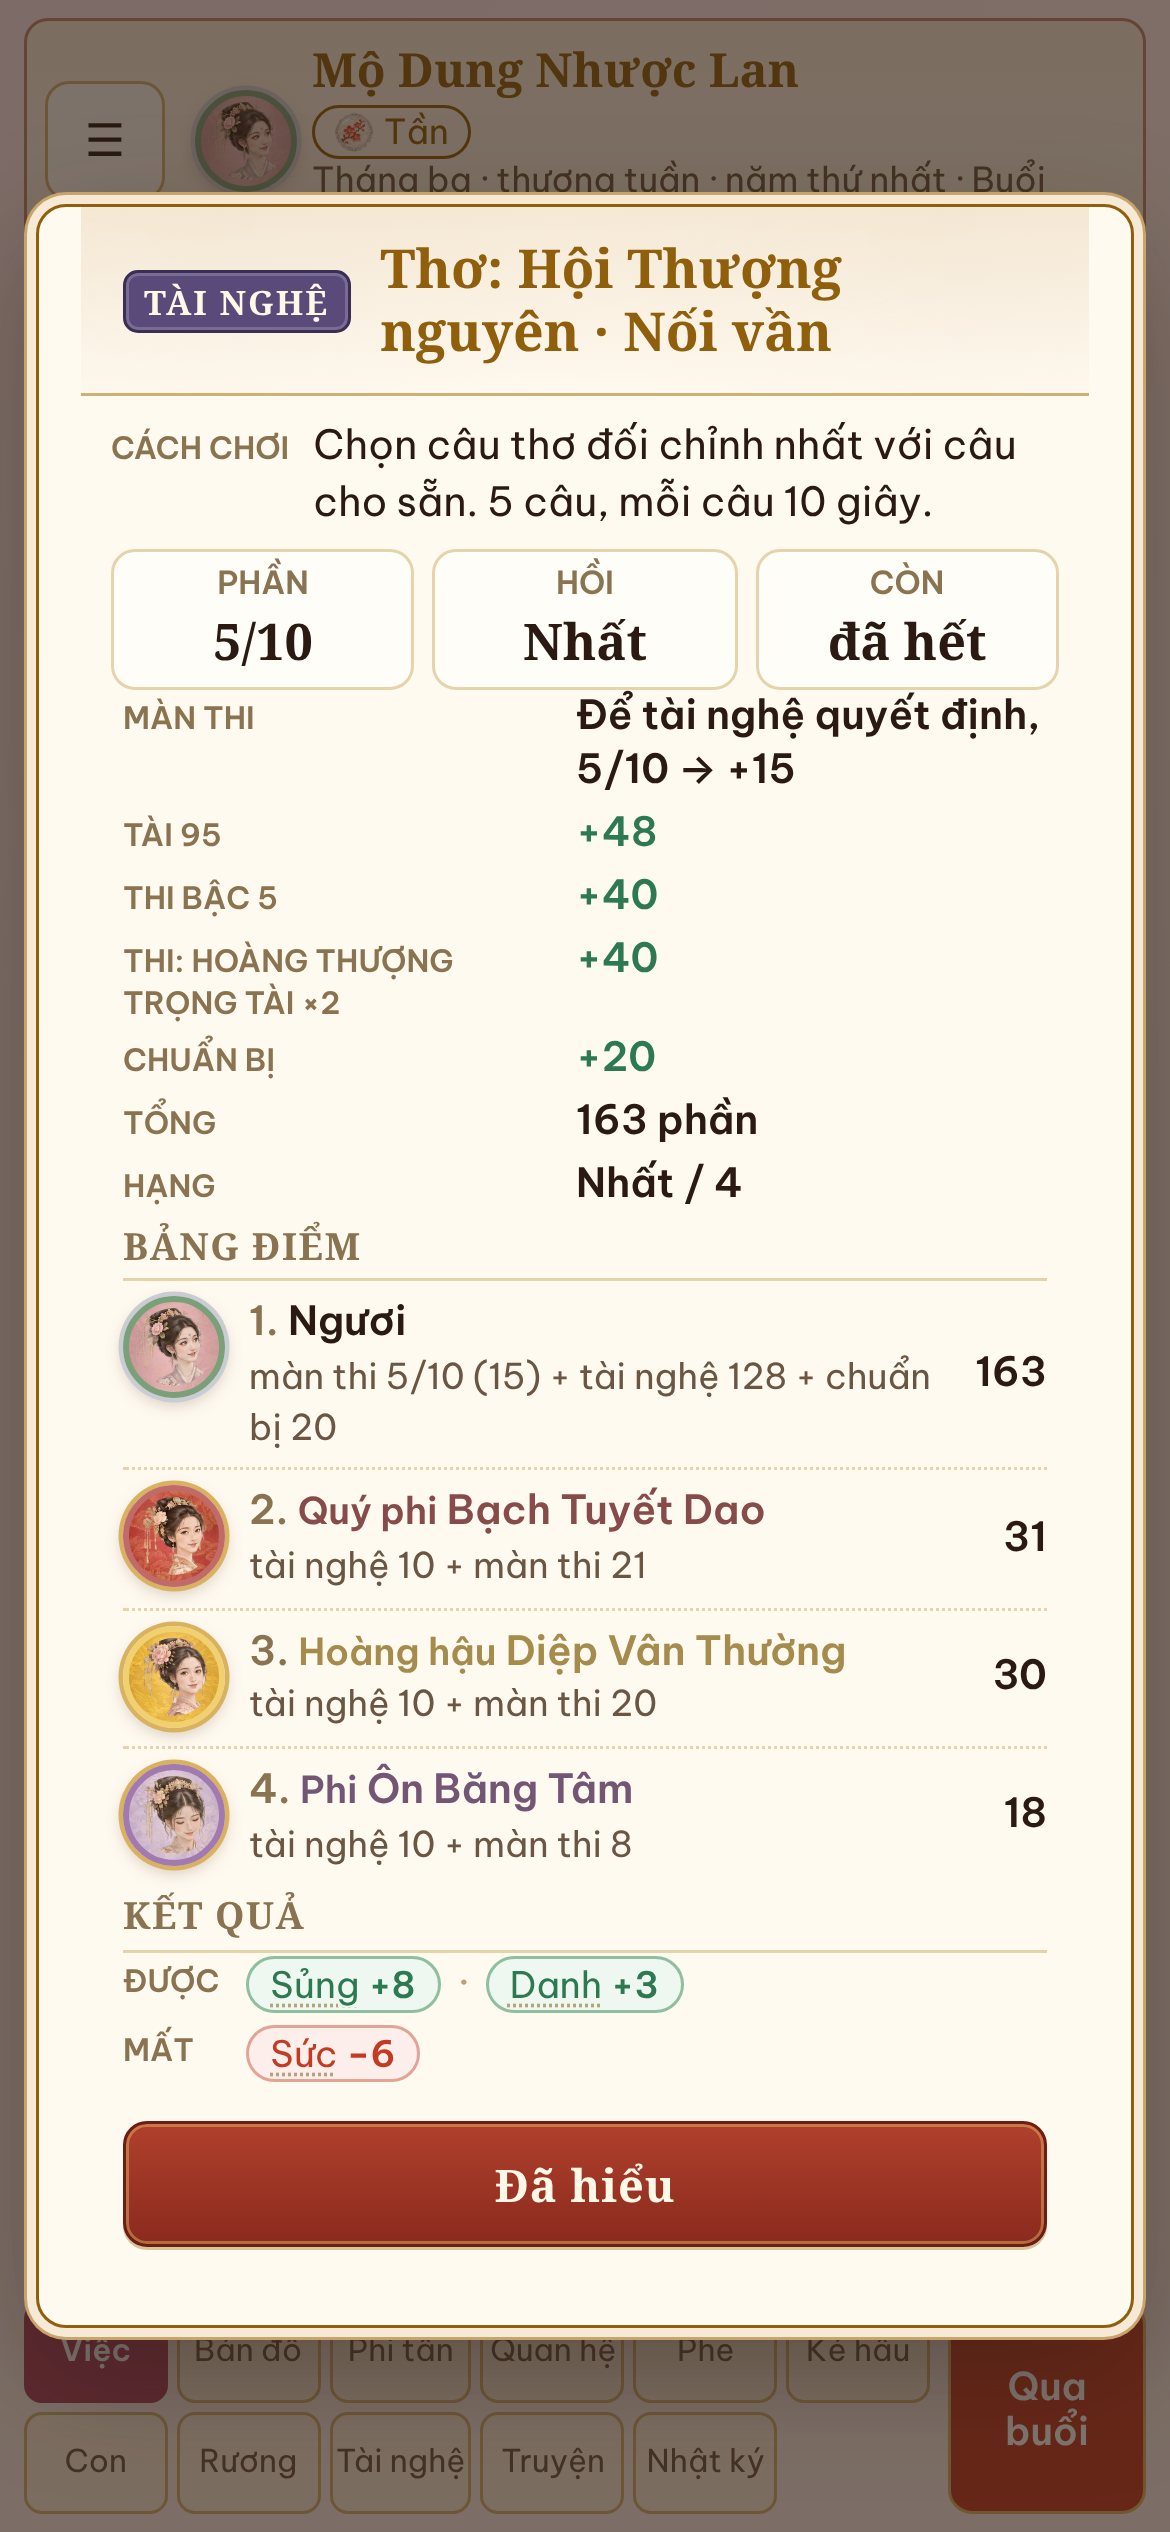 Mộ Dung Nhược Lan
☰
Tần
Tháng ba · thượng tuần · năm thứ nhất · Buổi
TÀI NGHỆ
Thơ: Hội Thượng
nguyên · Nối vần
CÁCH CHƠI
Chọn câu thơ đối chỉnh nhất với câu
cho sẵn. 5 câu, mỗi câu 10 giây.
PHẦN
5/10
HỒI
Nhất
CÒN
đã hết
MÀN THI
Để tài nghệ quyết định,
5/10 → +15
TÀI 95
+48
THI BẬC 5
+40
THI: HOÀNG THƯỢNG
TRỌNG TÀI ×2
+40
CHUẨN BỊ
+20
TỔNG
163 phần
HẠNG
Nhất / 4
BẢNG ĐIỂM
1. Ngươi
màn thi 5/10 (15) + tài nghệ 128 + chuẩn
bị 20
163
2. Quý phi Bạch Tuyết Dao
tài nghệ 10 + màn thi 21
31
3. Hoàng hậu Diệp Vân Thường
tài nghệ 10 + màn thi 20
30
4. Phi Ôn Băng Tâm
tài nghệ 10 + màn thi 8
18
KẾT QUẢ
ĐƯỢC
Sủng +8 · Danh +3
MẤT
Sức -6
Đã hiểu
Việc
Bản đồ
Phi tần
Quan hệ
Phe
Kẻ hầu
Qua
buổi
Con
Rương
Tài nghệ
Truyện
Nhật ký